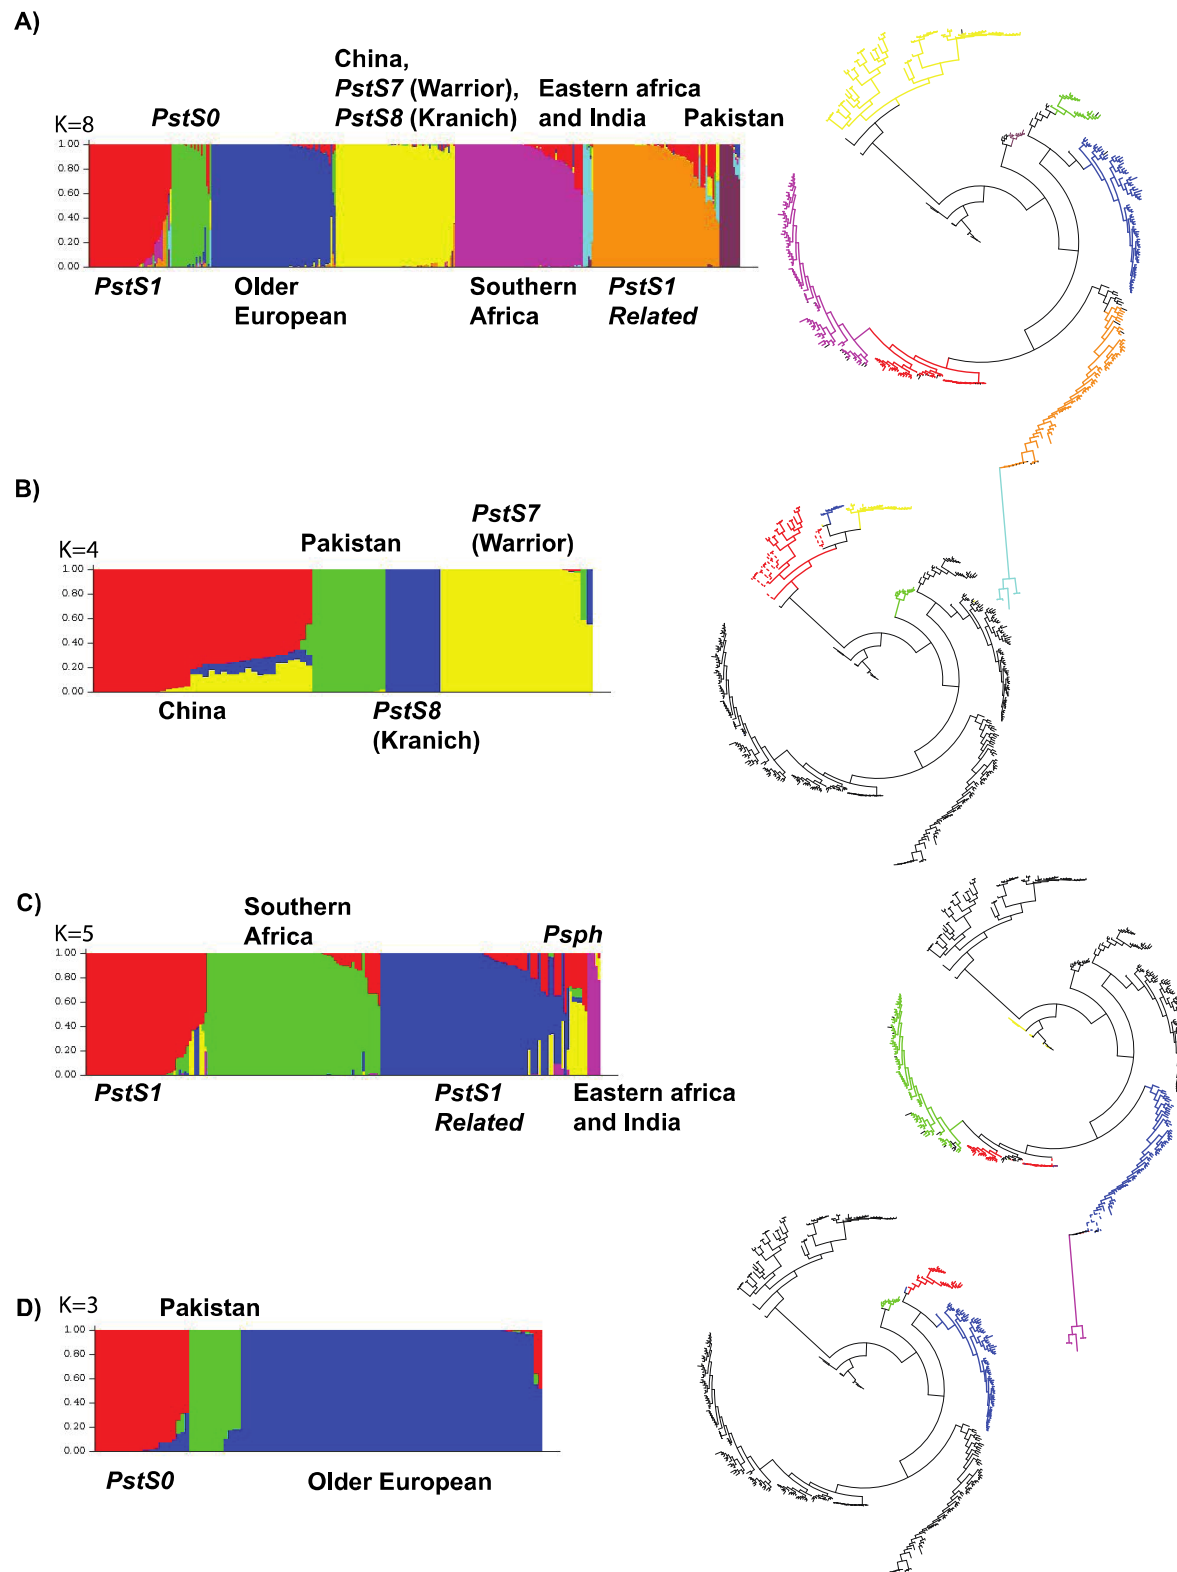 A)
China,
PstS7 (Warrior),
Eastern africa
K=8
PstS0
PstS8 (Kranich)
and India
Pakistan
1.00
0.80
0.60
0.40
0.20
0.00
PstS1
Older
European
Southern
Africa
PstS1
Related
B)
PstS7
(Warrior)
K=4
Pakistan
1.00
0.80
0.60
0.40
0.20
0.00
China
PstS8
(Kranich)
C)
Southern
Africa
K=5
Psph
1.00
0.80
0.60
0.40
0.20
0.00
PstS1
PstS1
Related
Eastern africa
and India
D)
K=3
Pakistan
1.00
0.80
0.60
0.40
0.20
0.00
PstS0
Older European